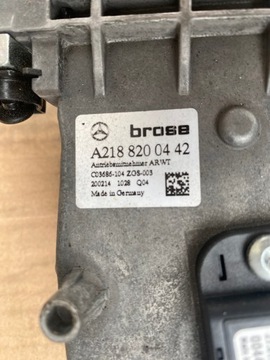 brose
A218 820 04 42
Antriebsmitnehmer ARWT
C03686-104 ZOS-003
200214 1028 Q04
Made in Germany